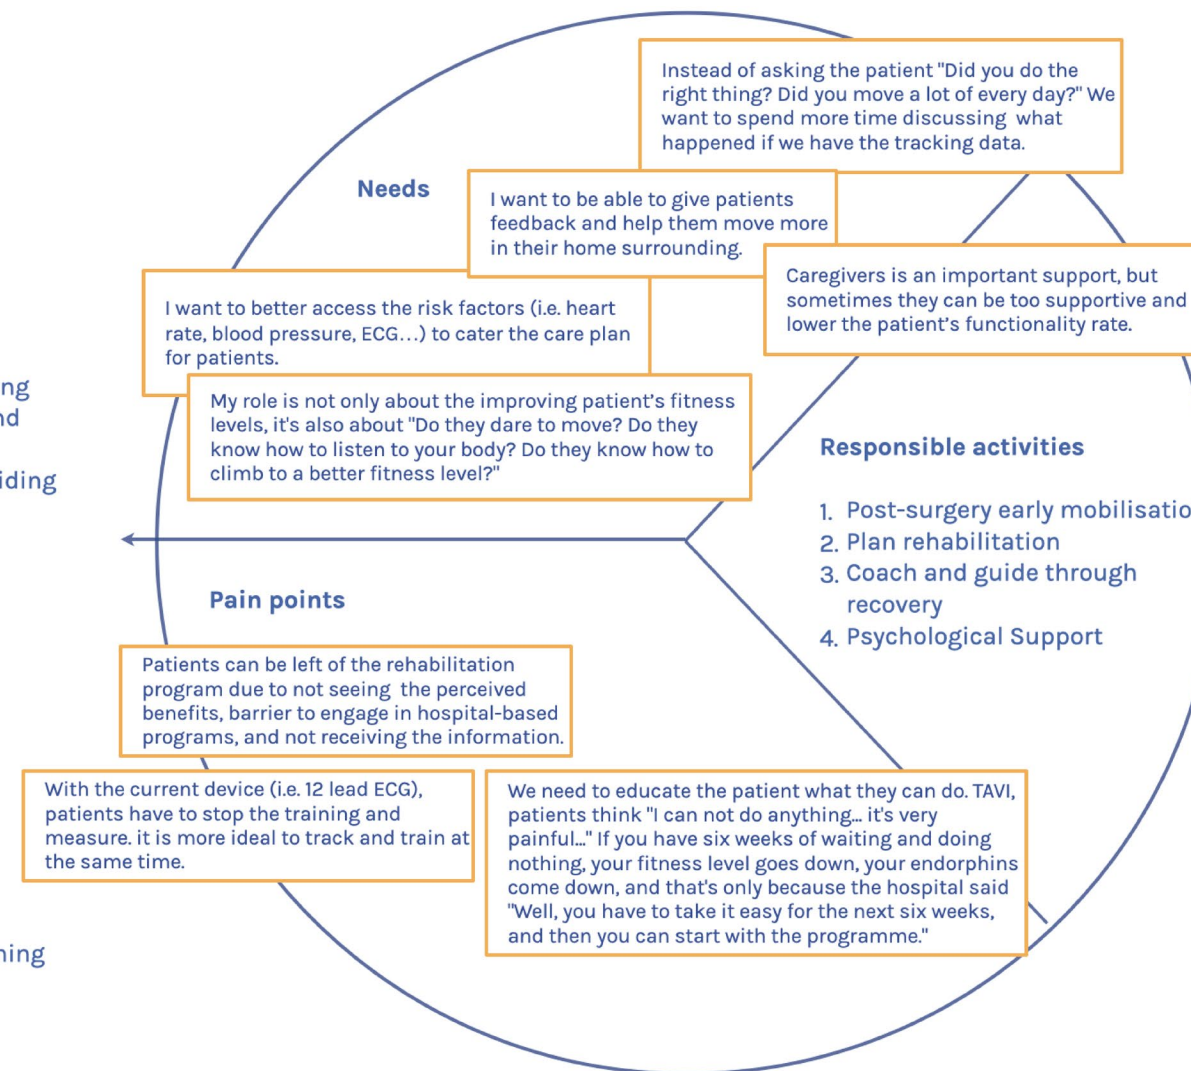 Instead of asking the patient "Did you do the
right thing? Did you move a lot of every day?" We
want to spend more time discussing what
happened if we have the tracking data.
Needs
I want to be able to give patients
feedback and help them move more
in their home surrounding.
Caregivers is an important support, but
sometimes they can be too supportive and
lower the patient's functionality rate.
I want to better access the risk factors (i.e. heart
rate, blood pressure, ECG...) to cater the care plan
for patients.
My role is not only about the improving patient's fitness
levels, it's also about "Do they dare to move? Do they
know how to listen to your body? Do they know how to
climb to a better fitness level?"
Responsible activities
1. Post-surgery early mobilisatio
2. Plan rehabilitation
3. Coach and guide through
recovery
4. Psychological Support
Pain points
Patients can be left of the rehabilitation
program due to not seeing the perceived
benefits, barrier to engage in hospital-based
programs, and not receiving the information.
With the current device (i.e. 12 lead ECG),
patients have to stop the training and
measure. it is more ideal to track and train at
the same time.
We need to educate the patient what they can do. TAVI,
patients think "I can not do anything... it's very
painful..." If you have six weeks of waiting and doing
nothing, your fitness level goes down, your endorphins
come down, and that's only because the hospital said
"Well, you have to take it easy for the next six weeks,
and then you can start with the programme."